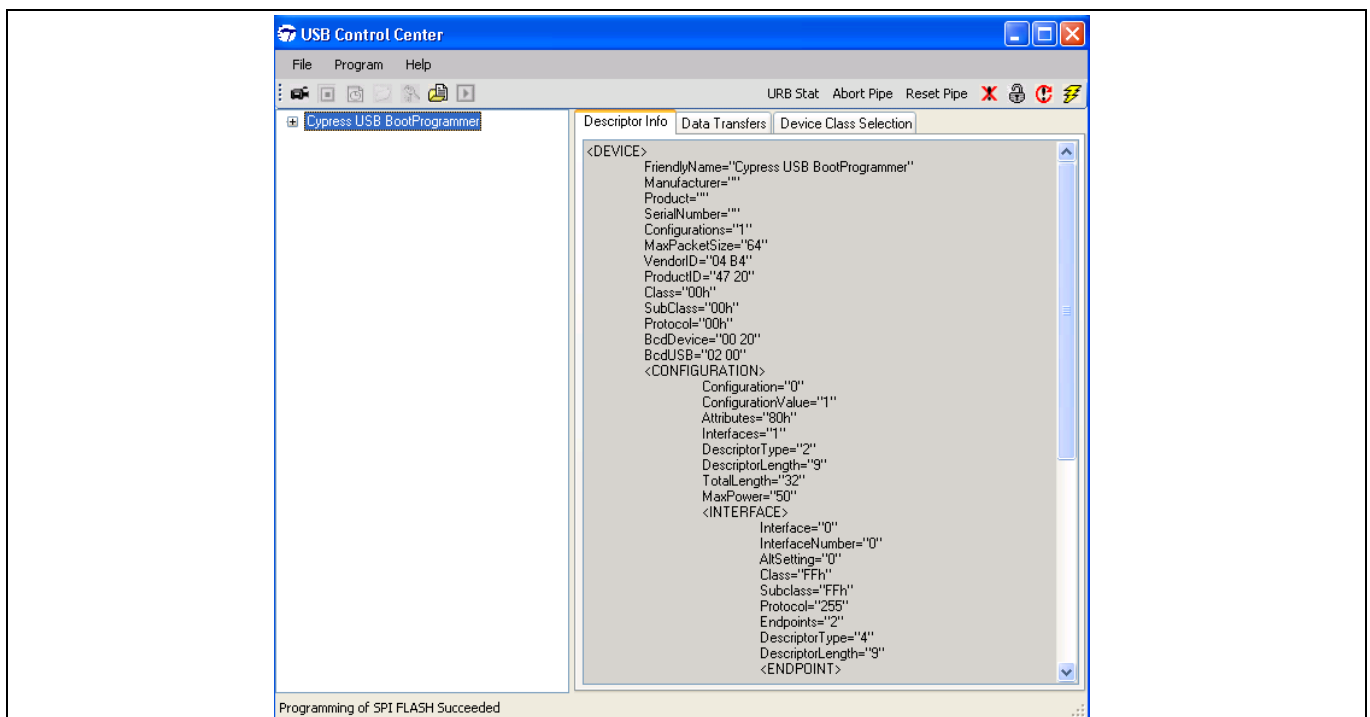 USB Control Center
File Program Help
URB Stat Abort Pipe Reset Pipe
Cypress USB BootProgrammer
Descriptor Info Data Transfers Device Class Selection
<DEVICE>
FriendlyName="Cypress USB BootProgrammer"
Manufacturer=""
Product=""
SerialNumber=""
Configurations="1"
MaxPacketSize="64"
VendorID="04 B4"
ProductID="47 20"
Class="00h"
SubClass="00h"
Protocol="00h"
BcdDevice="00 20"
BcdUSB="02 00"
<CONFIGURATION>
Configuration="0"
ConfigurationValue="1"
Attributes="80h"
Interfaces="1"
DescriptorType="2"
DescriptorLength="9"
TotalLength="32"
MaxPower="50"
<INTERFACE>
Interface="0"
InterfaceNumber="0"
AltSetting="0"
Class="FFh"
Subclass="FFh"
Protocol="255"
Endpoints="2"
DescriptorType="4"
DescriptorLength="9"
<ENDPOINT>
Programming of SPI FLASH Succeeded